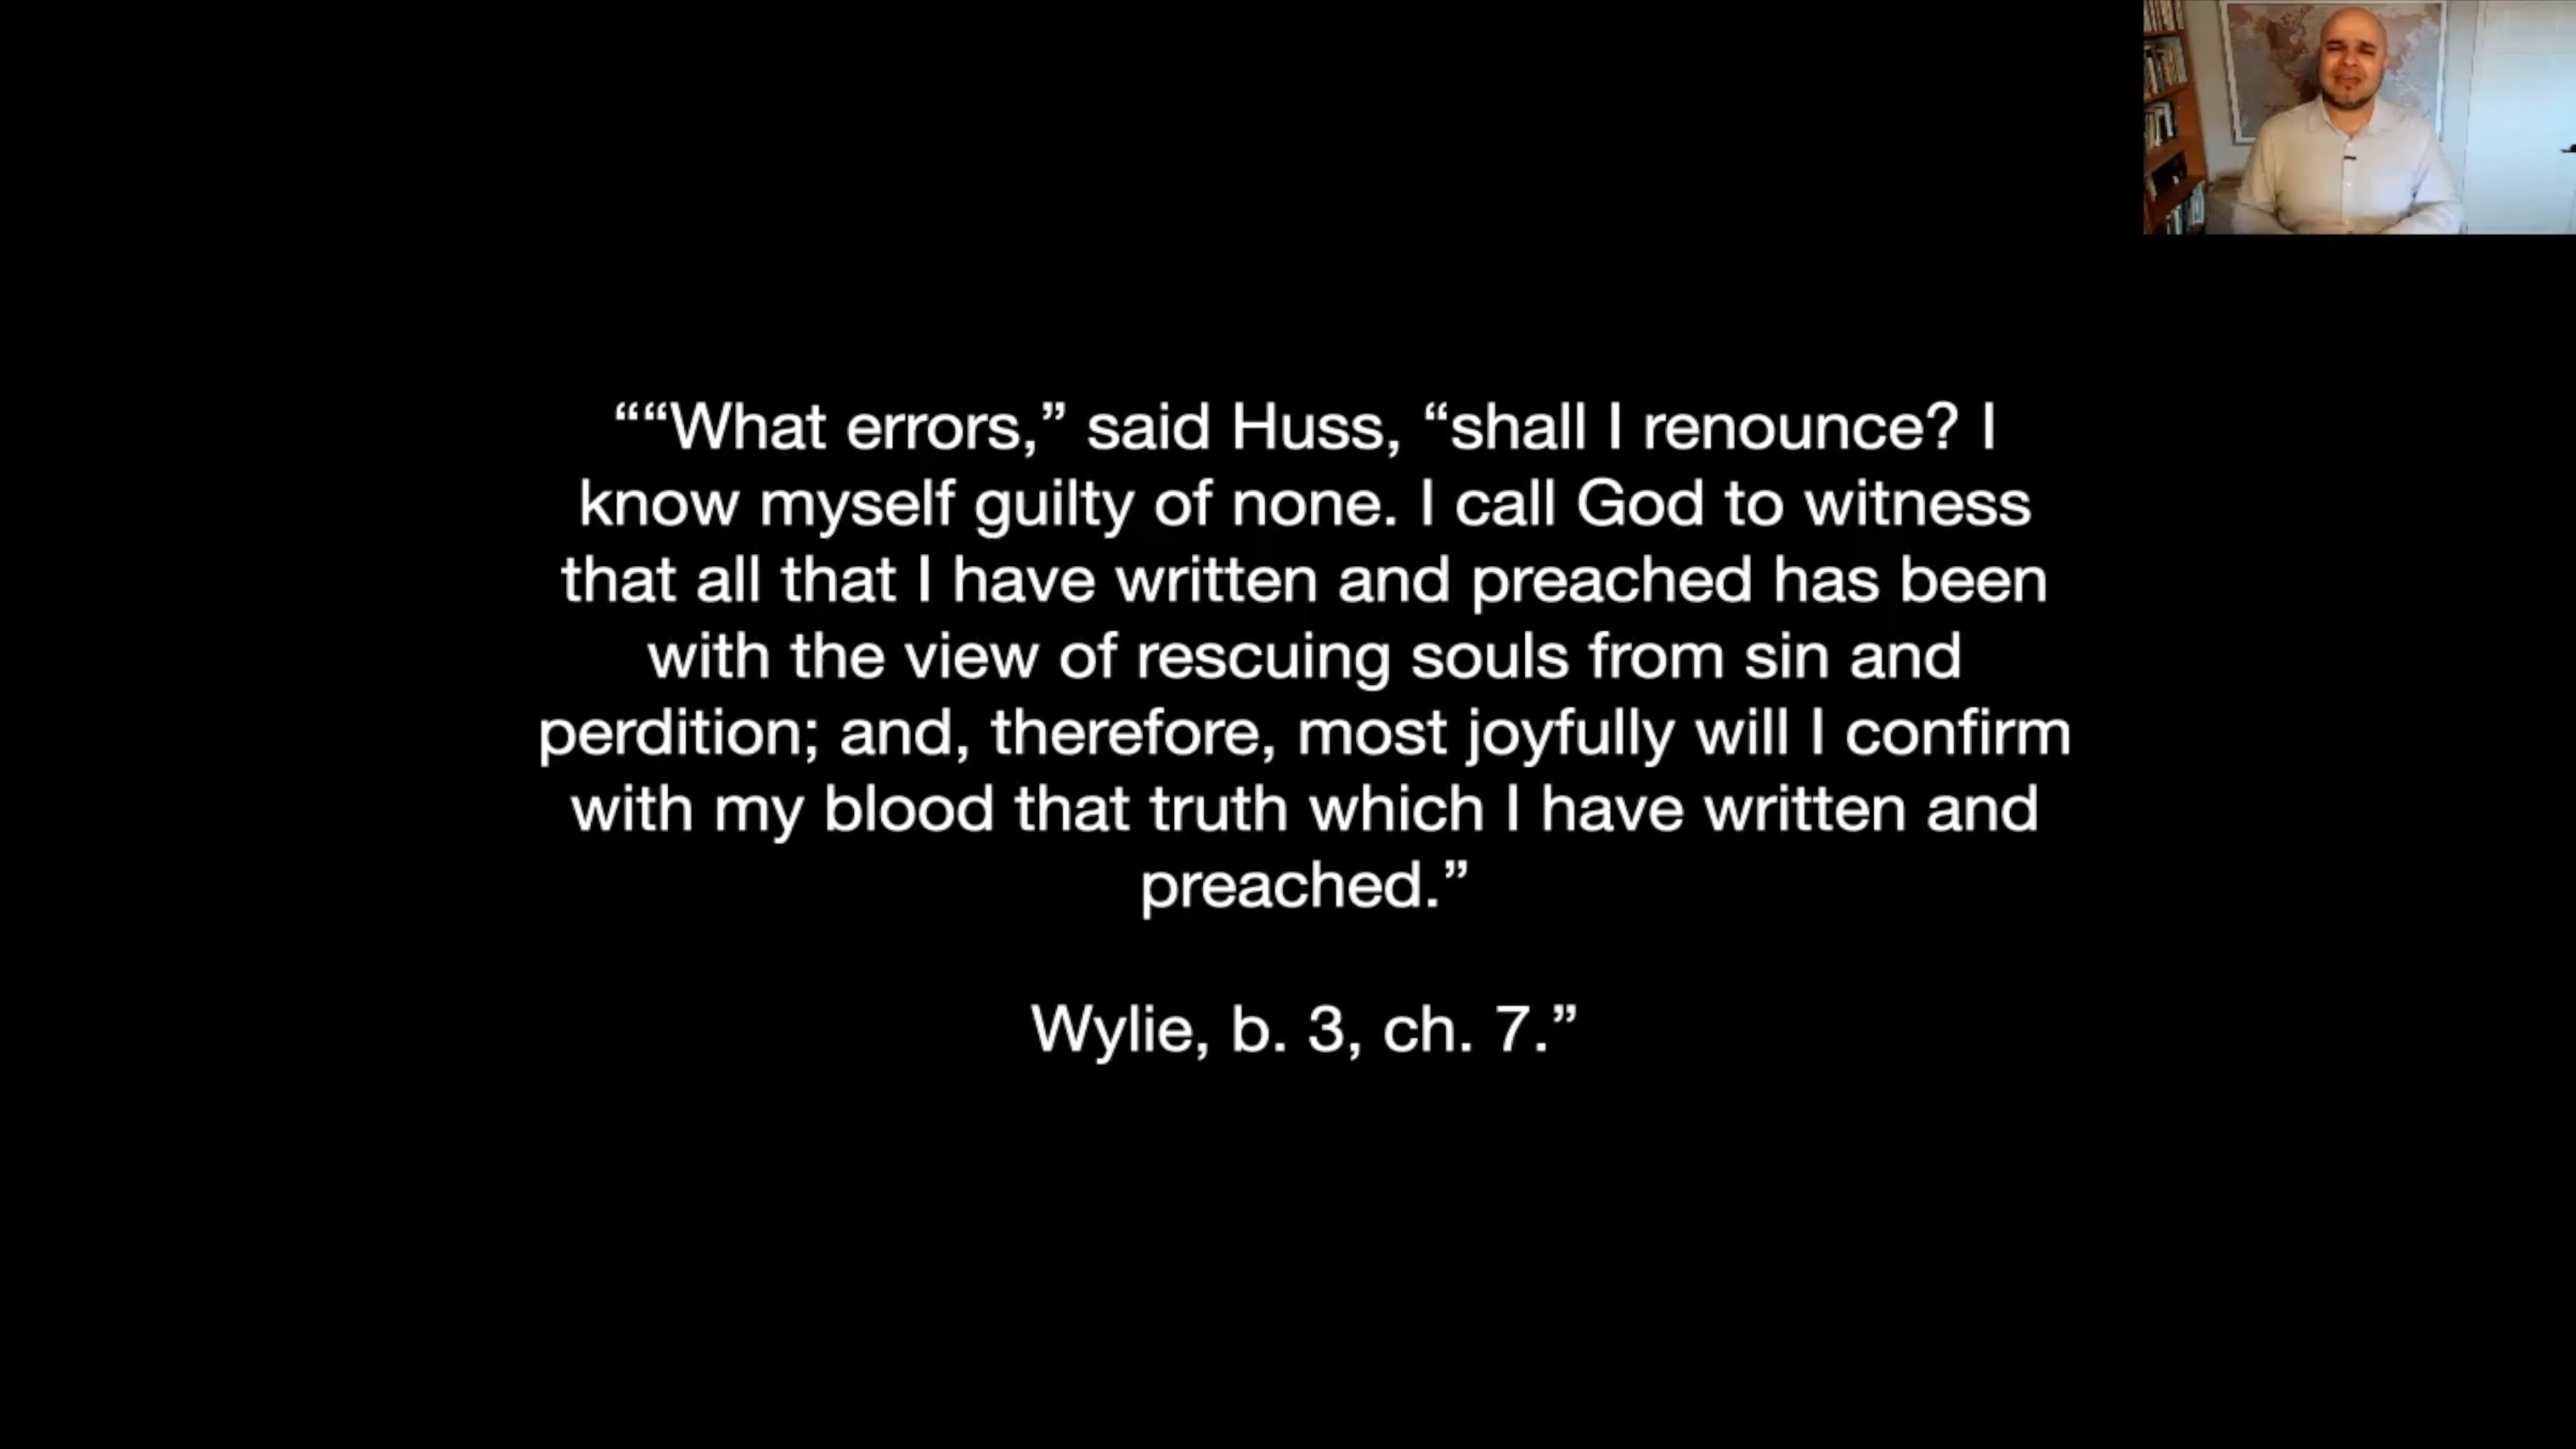 ““What errors,” said Huss, “shall I renounce? I
know myself guilty of none. I call God to witness
that all that I have written and preached has been
with the view of rescuing souls from sin and
perdition; and, therefore, most joyfully will I confirm
with my blood that truth which I have written and
preached.”
Wylie, b. 3, ch. 7.”